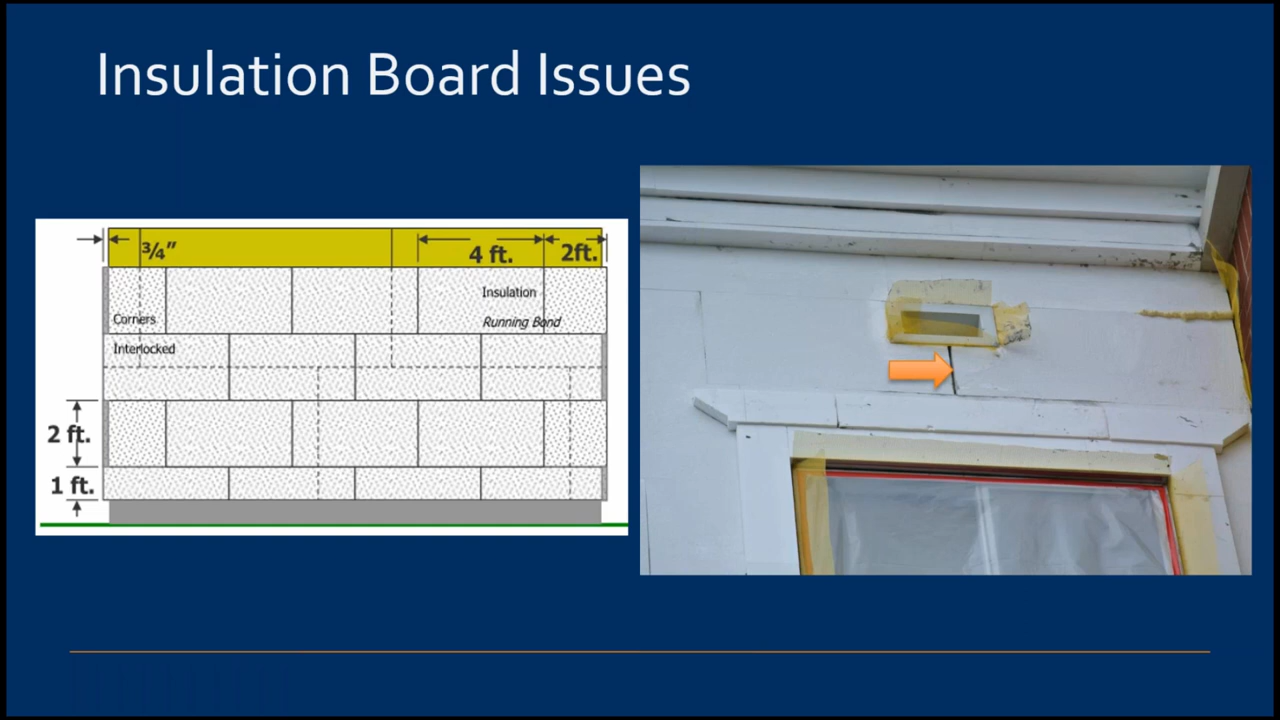 Insulation Board Issues
¾”
4 ft.
2ft.
Insulation
Corners
Running Bond
Interlocked
2 ft.
1 ft.